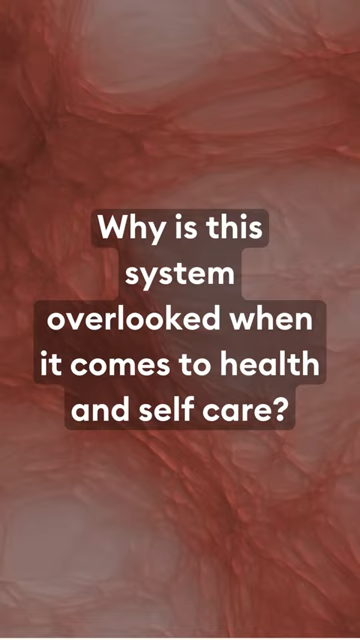 Why is this
system
overlooked when
it comes to health
and self care?